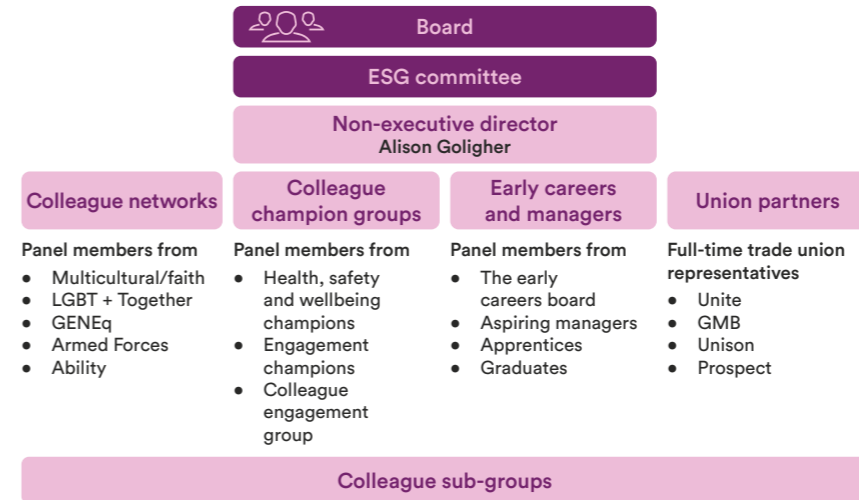 Board
ESG committee
Non-executive director
Alison Goligher
Colleague networks
Panel members from
● Multicultural/faith
● LGBT + Together
● GENEq
● Armed Forces
● Ability
Colleague
champion groups
Panel members from
● Health, safety
and wellbeing
champions
● Engagement
champions
● Colleague
engagement
group
Early careers
and managers
Panel members from
● The early
careers board
● Aspiring managers
● Apprentices
● Graduates
Union partners
Full-time trade union
representatives
● Unite
● GMB
● Unison
● Prospect
Colleague sub-groups